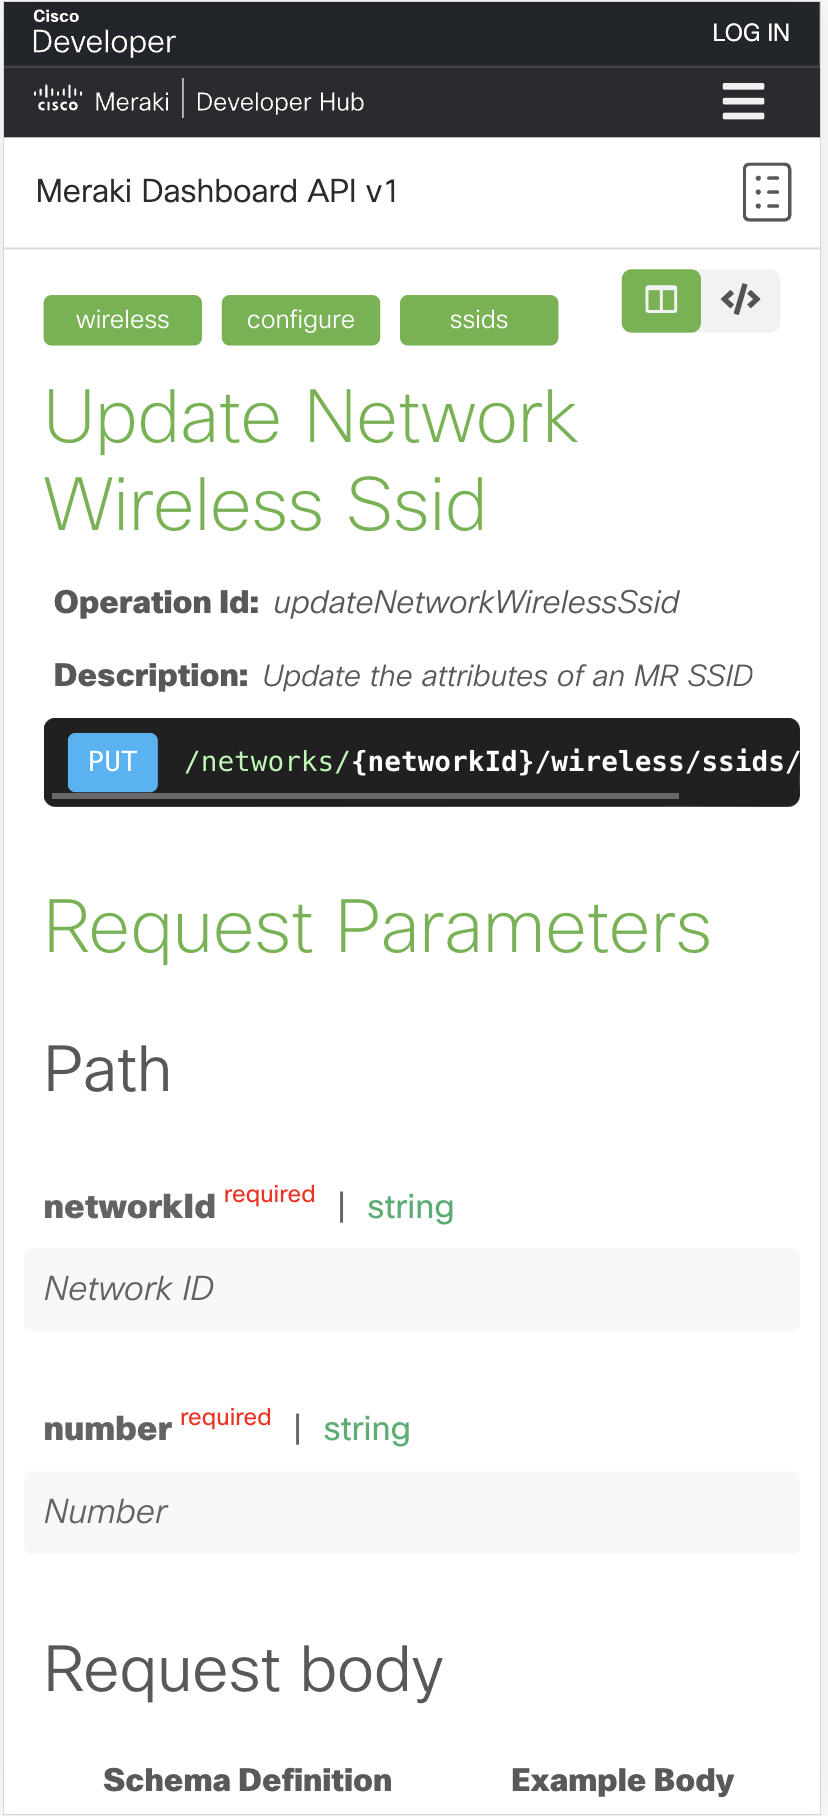 Cisco
Developer
LOG IN
cisco Meraki | Developer Hub
Meraki Dashboard API v1
wireless configure ssids </>
Update Network
Wireless Ssid
Operation Id: updateNetworkWirelessSsid
Description: Update the attributes of an MR SSID
PUT /networks/{networkId}/wireless/ssids/
Request Parameters
Path
networkId required | string
Network ID
number required | string
Number
Request body
Schema Definition Example Body